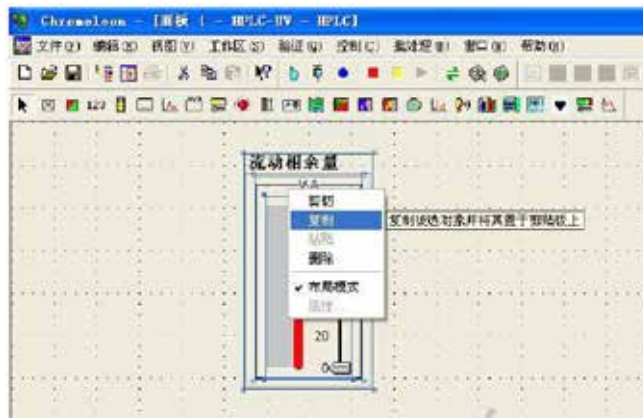 Chromeleon - [面板 1 - HPLC-UV - HPLC]
文件(F) 编辑(E) 视图(V) 工作区(S) 验证(Q) 控制(C) 批处理(B) 窗口(W) 帮助(H)
123
流动相余量
剪切
复制
复制该选对象并将其置于剪贴板上
粘贴
删除
布局模式
属性
20
0